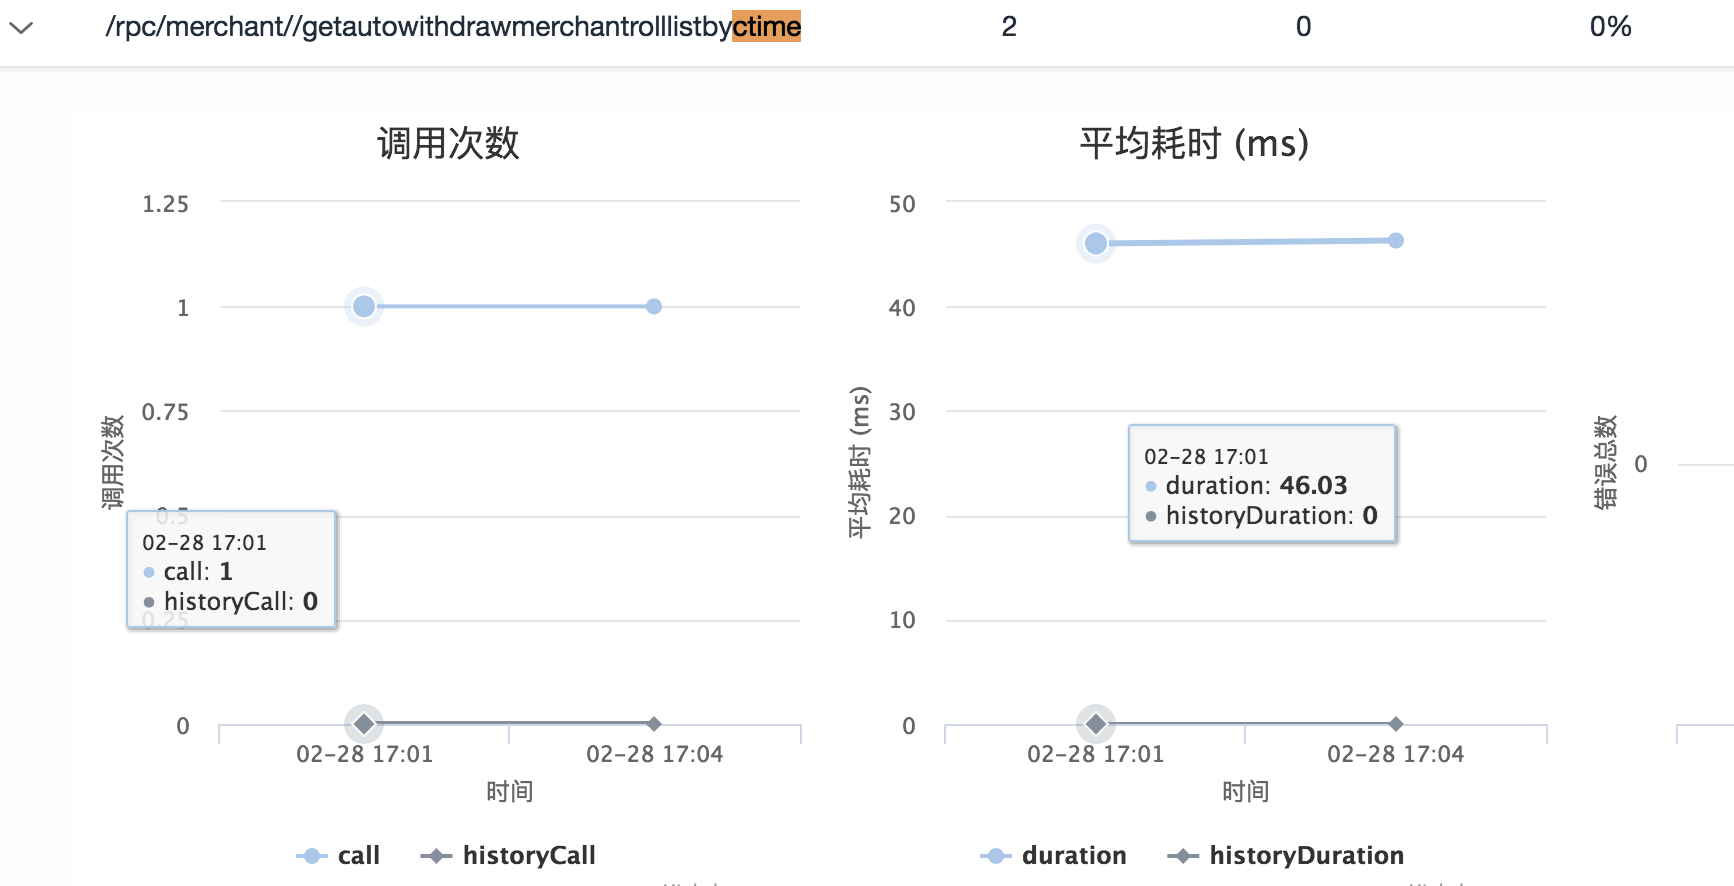 /rpc/merchant//getautowithdrawmerchantrolllistbyctime 2 0 0%
调用次数
1.25
1
0.75
0.5
0.25
0
调用次数
02-28 17:01
call: 1
historyCall: 0
02-28 17:01 02-28 17:04
时间
call historyCall
平均耗时 (ms)
50
40
30
20
10
0
平均耗时 (ms)
02-28 17:01
duration: 46.03
historyDuration: 0
02-28 17:01 02-28 17:04
时间
duration historyDuration
错误总数
0